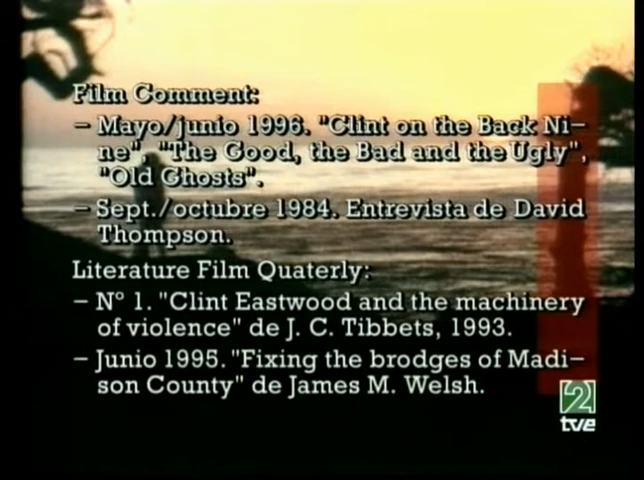 Film Comment:
– Mayo/junio 1996. "Clint on the Back Ni–
ne", "The Good, the Bad and the Ugly",
"Old Ghosts".
– Sept./octubre 1984. Entrevista de David
Thompson.
Literature Film Quaterly:
– Nº 1. "Clint Eastwood and the machinery
of violence" de J. C. Tibbets, 1993.
– Junio 1995. "Fixing the brodges of Madi–
son County" de James M. Welsh.
2
tve